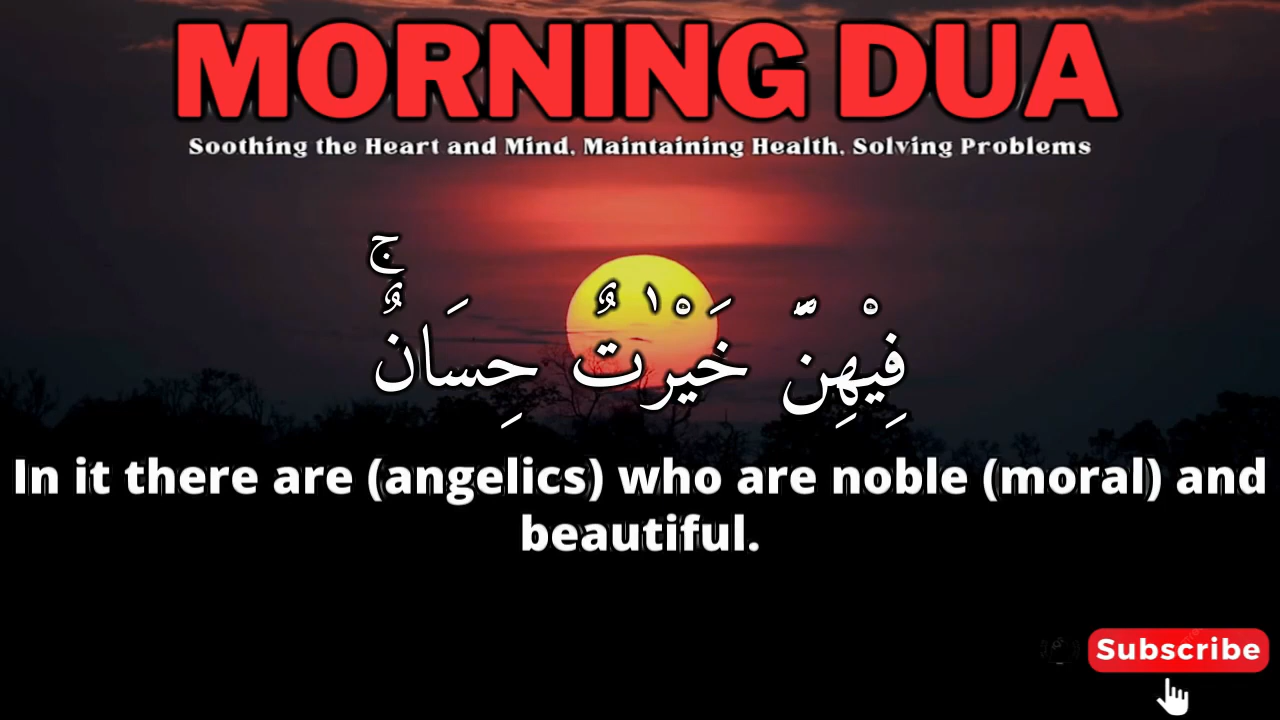 MORNING DUA
Soothing the Heart and Mind, Maintaining Health, Solving Problems
فِيْهِنَّ خَيْرٰتٌ حِسَانٌۚ
In it there are (angelics) who are noble (moral) and
beautiful.
Subscribe